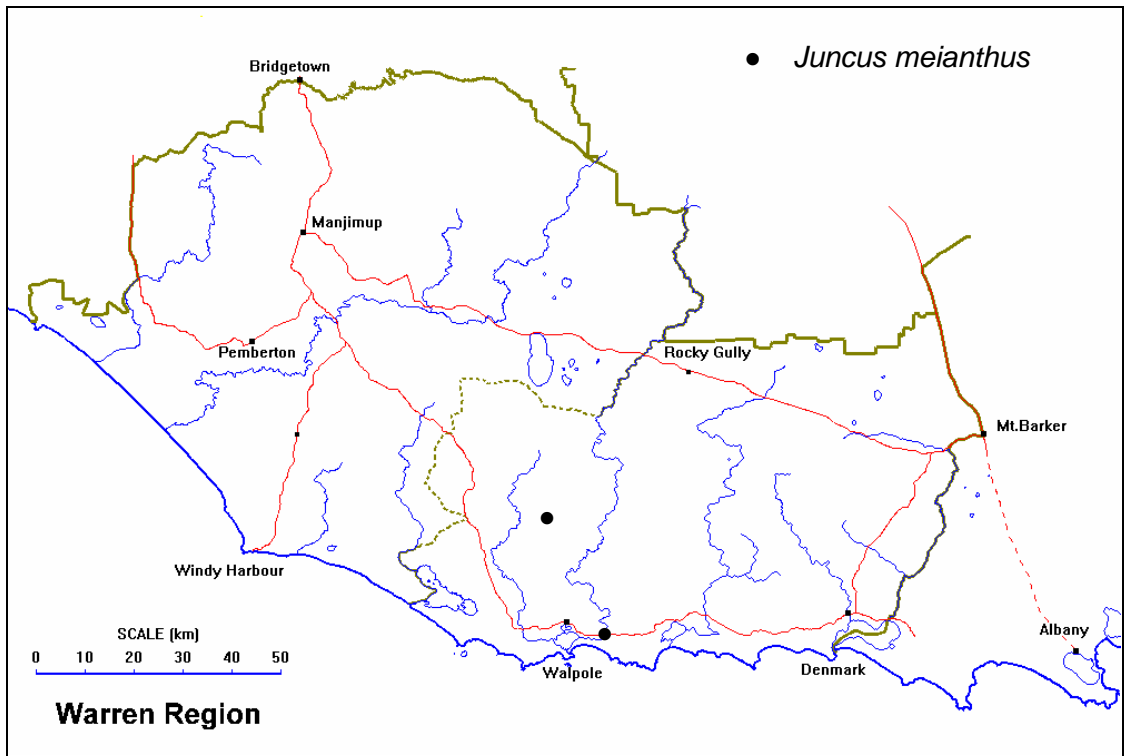 Juncus meianthus
Bridgetown
Manjimup
Pemberton
Rocky Gully
Mt.Barker
Windy Harbour
SCALE (km)
0 10 20 30 40 50
Walpole
Denmark
Albany
Warren Region